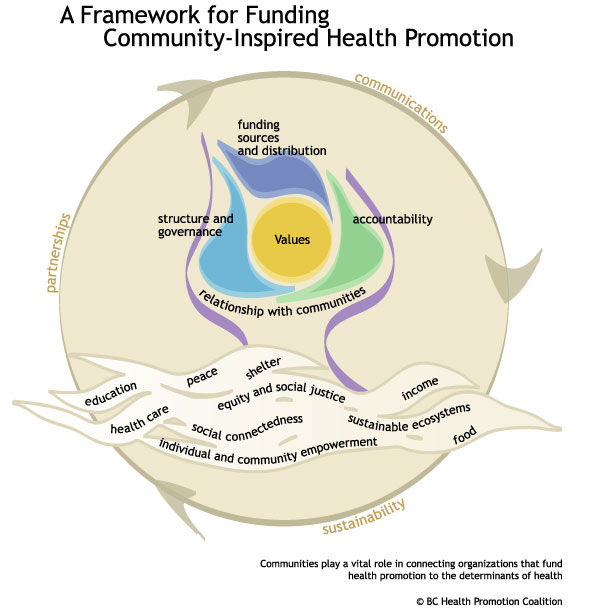 A Framework for Funding
Community-Inspired Health Promotion
communications
funding
sources
and distribution
structure and
governance
accountability
Values
partnerships
relationship with communities
shelter
peace
education
income
equity and social justice
health care
social connectedness
sustainable ecosystems
individual and community empowerment
food
sustainability
Communities play a vital role in connecting organizations that fund
health promotion to the determinants of health
© BC Health Promotion Coalition